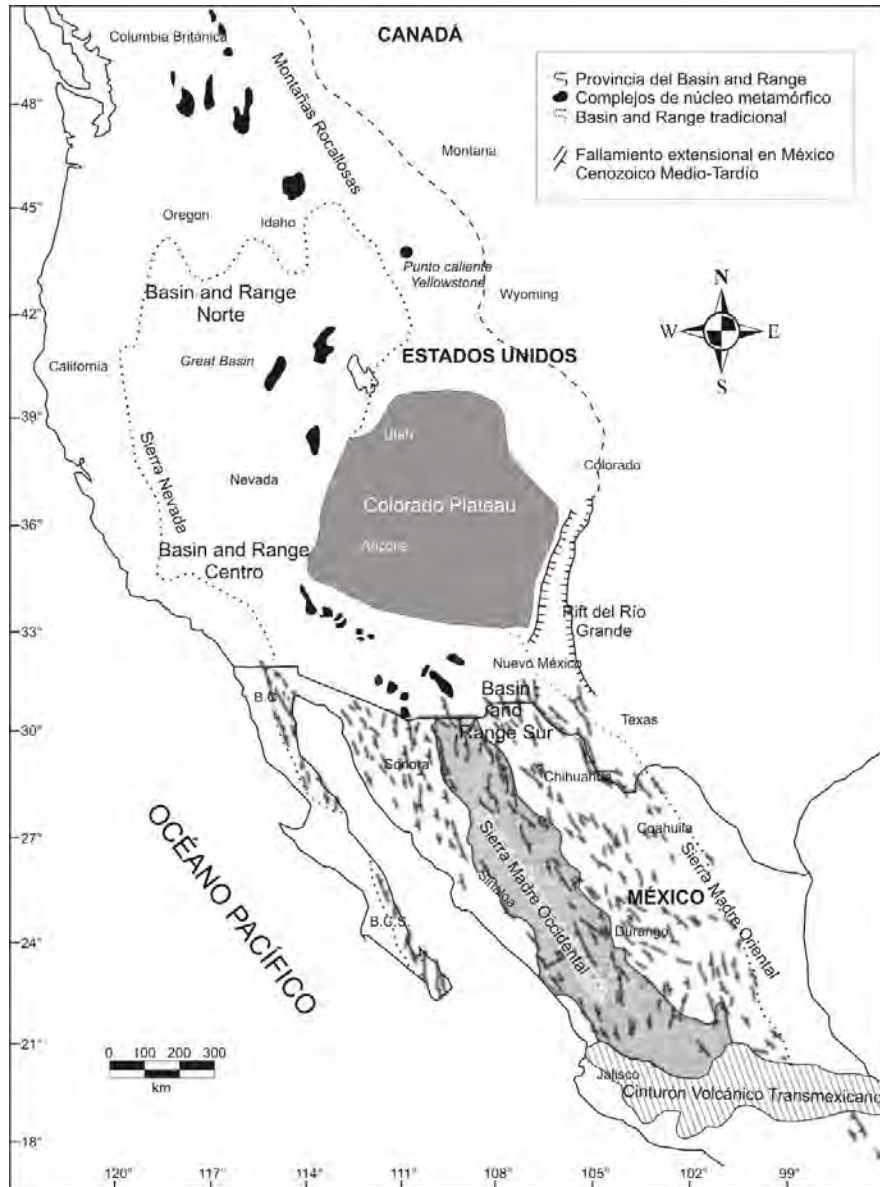 CANADÁ
Columbia Británica
Provincia del Basin and Range
Complejos de núcleo metamórfico
Basin and Range tradicional
Fallamiento extensional en México
Cenozoico Medio-Tardío
48°
Montañas Rocallosas
Montana
45°
Oregon
Idaho
Punto caliente
Yellowstone
Wyoming
N
W
E
S
Basin and Range
Norte
42°
ESTADOS UNIDOS
California
Great Basin
39°
Utah
Sierra Nevada
Colorado
Nevada
Colorado Plateau
36°
Arizona
Basin and Range
Centro
Rift del Río
Grande
33°
Nuevo México
B.C.
Basin
and
Range Sur
Texas
30°
Sonora
Chihuahua
27°
OCÉANO PACÍFICO
Coahuila
Sierra Madre Occidental
Sierra Madre Oriental
Sinaloa
MÉXICO
B.C.S.
Durango
24°
21°
0 100 200 300
km
Jalisco
Cinturón Volcánico Transmexicano
18°
120° 117° 114° 111° 108° 105° 102° 99°